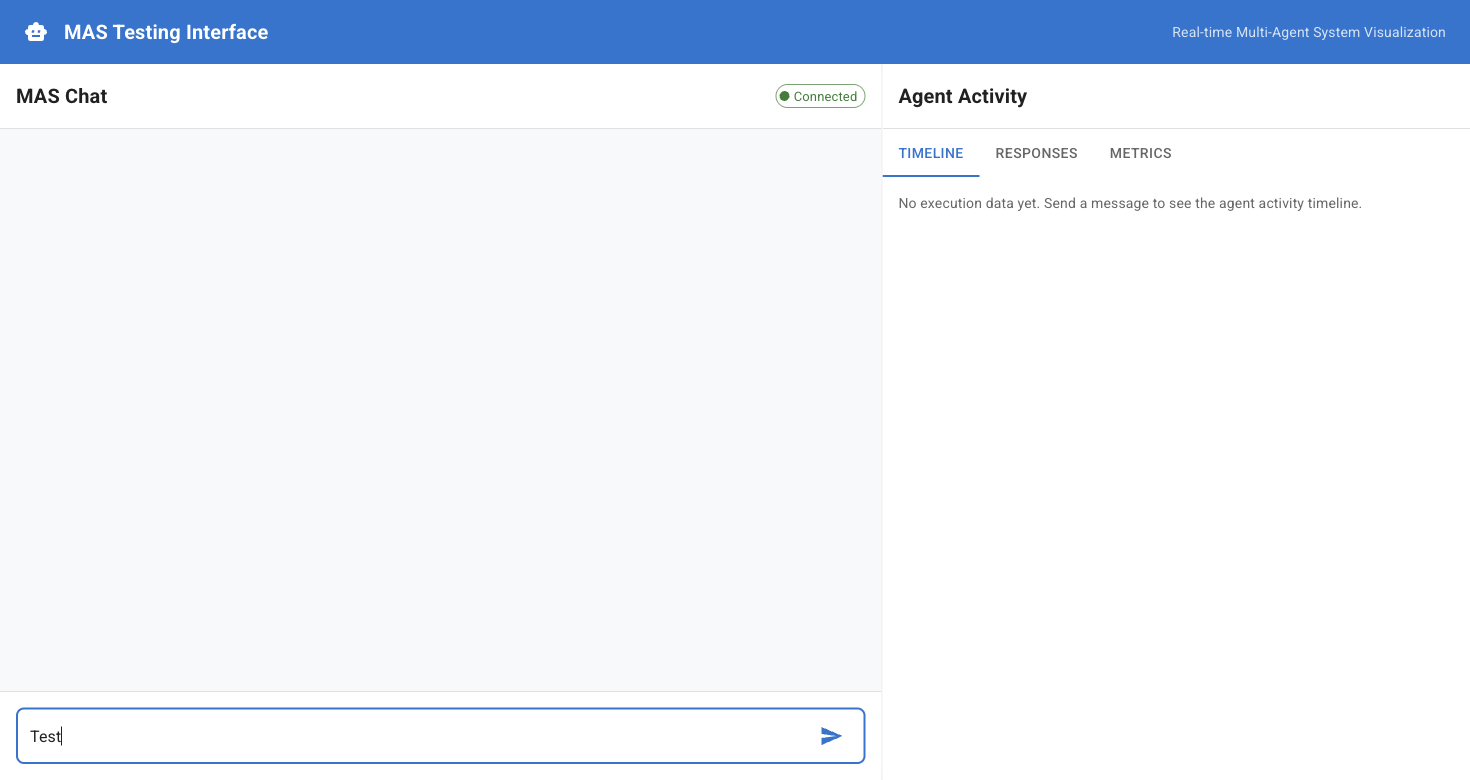 MAS Testing Interface
Real-time Multi-Agent System Visualization
MAS Chat
Connected
Agent Activity
TIMELINE
RESPONSES
METRICS
No execution data yet. Send a message to see the agent activity timeline.
Test